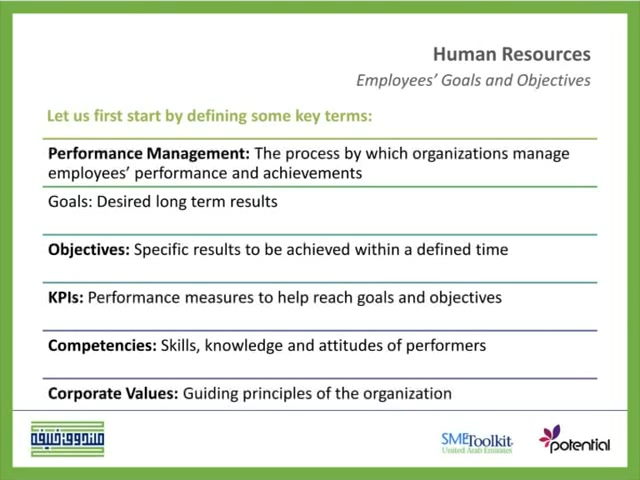 Human Resources
Employees’ Goals and Objectives
Let us first start by defining some key terms:
Performance Management: The process by which organizations manage
employees’ performance and achievements
Goals: Desired long term results
Objectives: Specific results to be achieved within a defined time
KPIs: Performance measures to help reach goals and objectives
Competencies: Skills, knowledge and attitudes of performers
Corporate Values: Guiding principles of the organization
صندوق خليفة
SMEToolkit
United Arab Emirates
potential